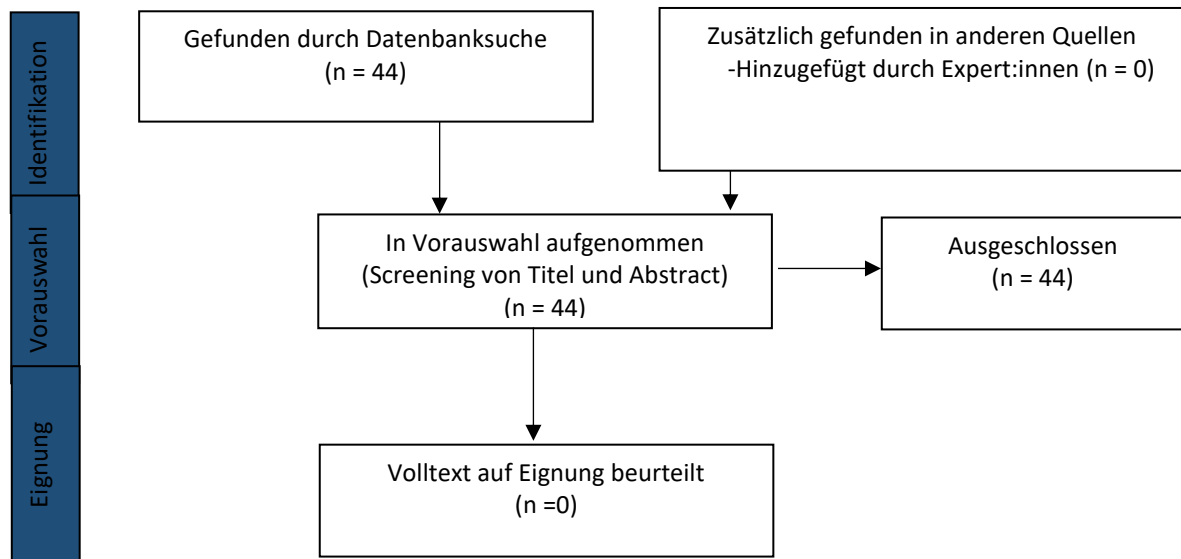 Identifikation
Gefunden durch Datenbanksuche
(n = 44)
Zusätzlich gefunden in anderen Quellen
-Hinzugefügt durch Expert:innen (n = 0)
Vorauswahl
In Vorauswahl aufgenommen
(Screening von Titel und Abstract)
(n = 44)
Ausgeschlossen
(n = 44)
Eignung
Volltext auf Eignung beurteilt
(n =0)